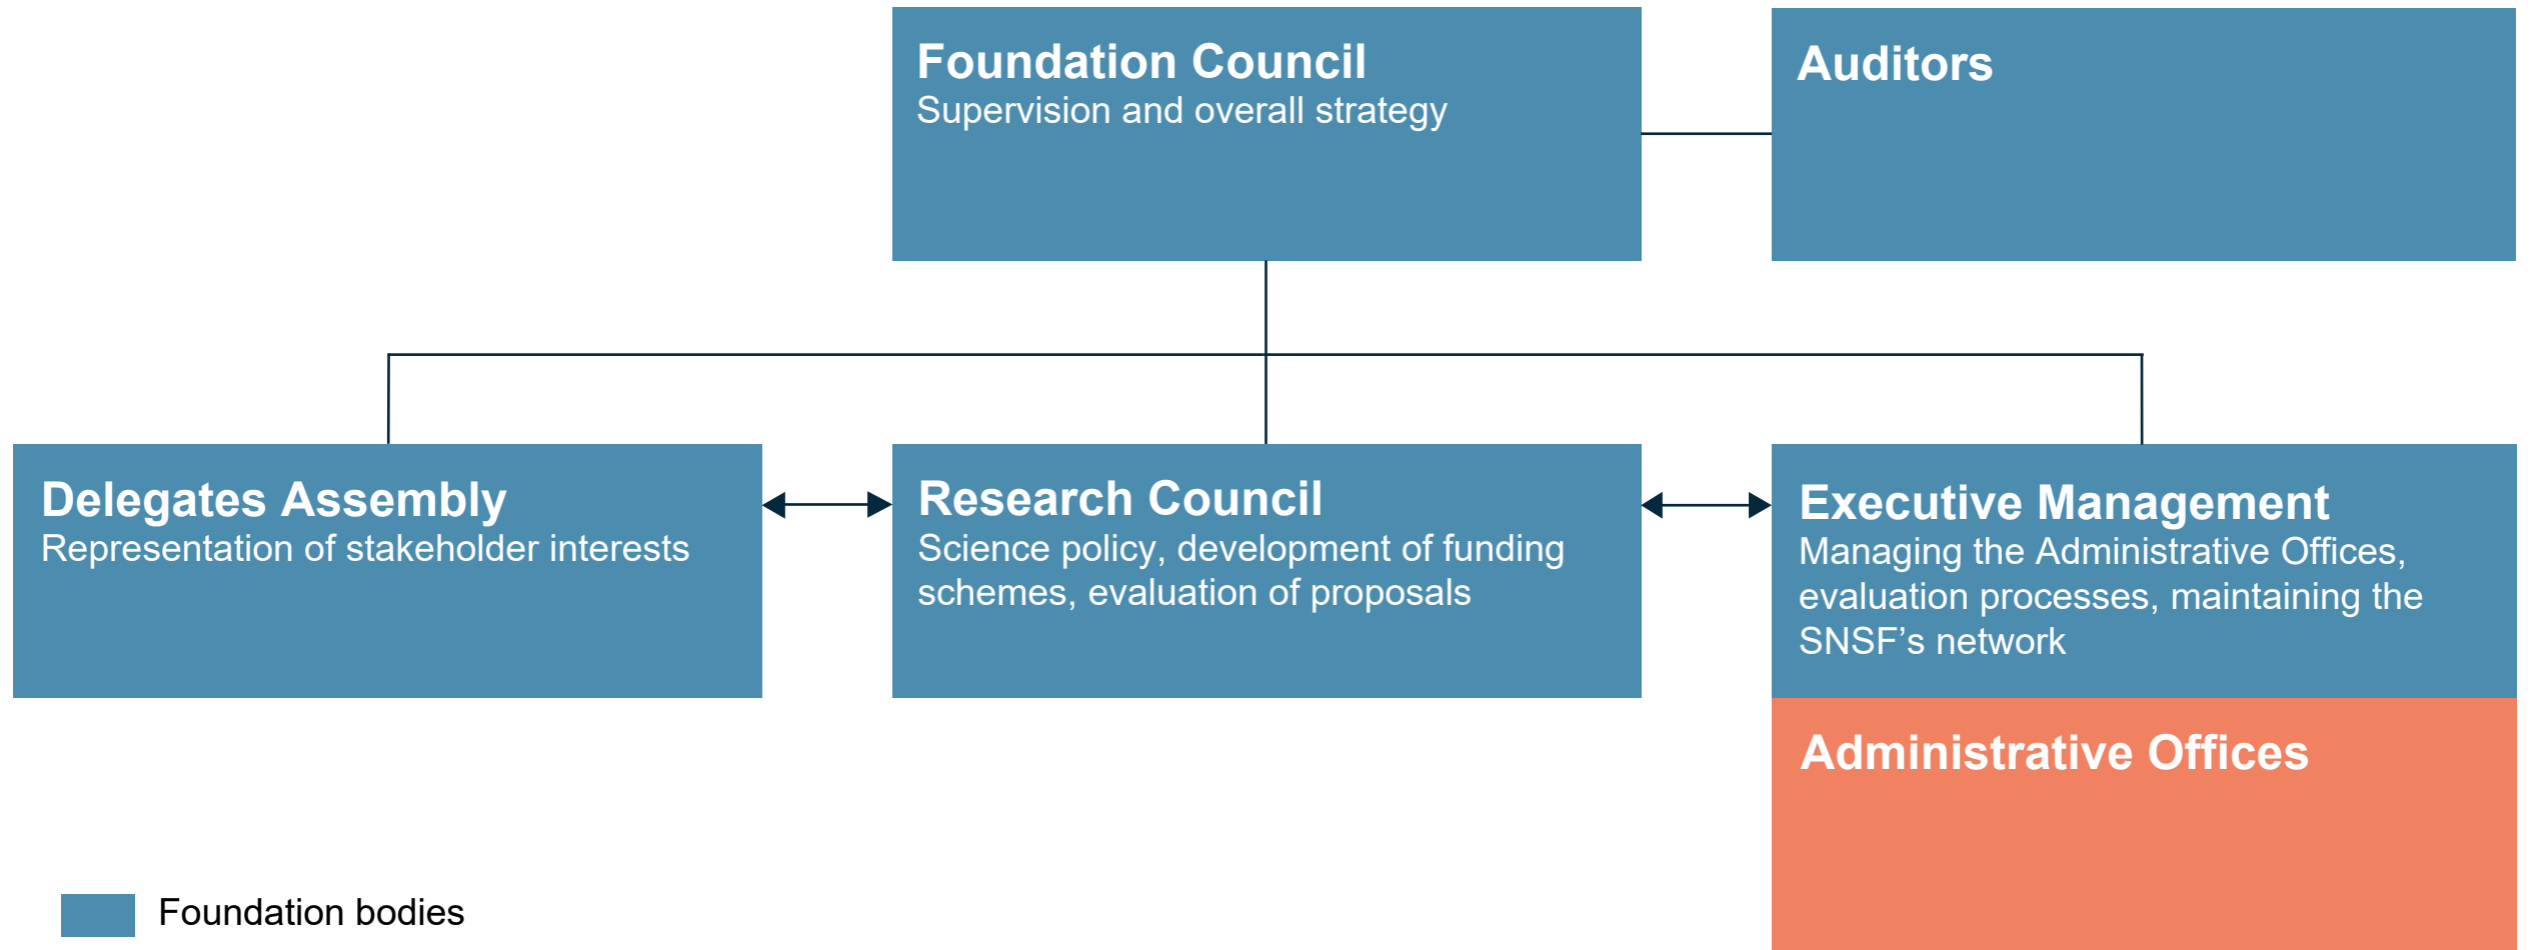 Foundation Council
Supervision and overall strategy
Auditors
Delegates Assembly
Representation of stakeholder interests
Research Council
Science policy, development of funding
schemes, evaluation of proposals
Executive Management
Managing the Administrative Offices,
evaluation processes, maintaining the
SNSF’s network
Administrative Offices
Foundation bodies